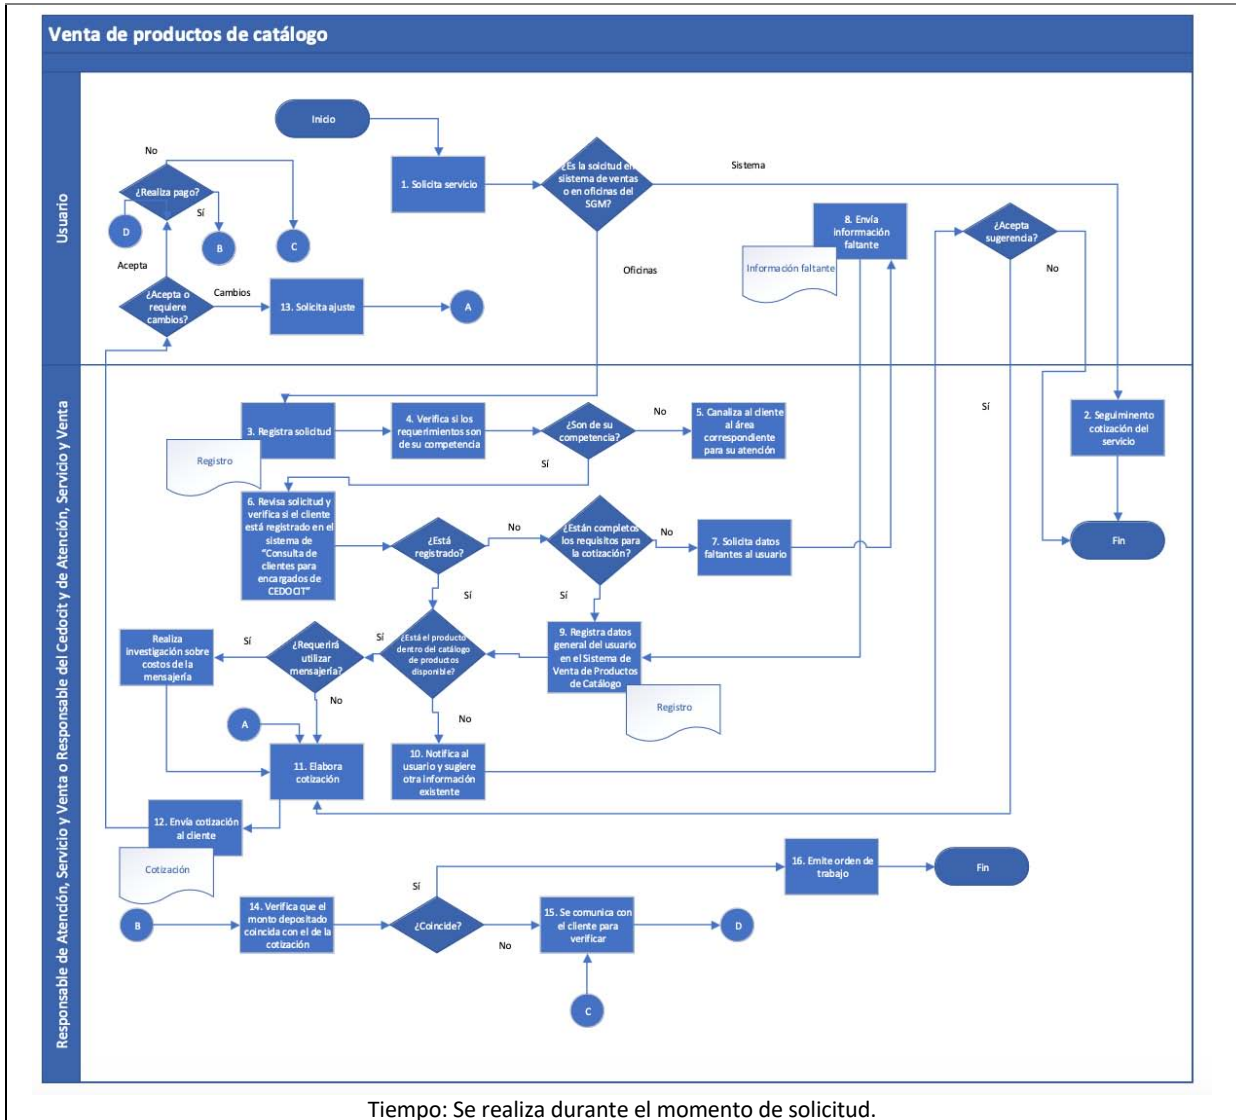 Venta de productos de catálogo
Usuario
Inicio
1. Solicita servicio
¿Es la soicitud en
siistema de ventas
o en oficinas del
SGM?
Sistema
Oficinas
No
¿Realiza pago?
Sí
D
B
C
Acepta
¿Acepta o
requiere
cambios?
Cambios
13. Solicita ajuste
A
8. Envía
inforrmación
faltante
Información faltante
¿Acepta
sugerencia?
No
Sí
Responsable de Atención, Servicio y Venta o Responsable del Cedocit y de Atención, Servicio y Venta
3. Registra solicitud
Registro
4. Verifica si los
requerimientos son
de su competencia
¿Son de su
competencia?
No
Sí
5. Canaliza al cliente
al área
correspondiente
para su atención
2. Seguiminento
cotización del
servicio
Fin
6. Revisa solicitud y
verifica si el cliente
está registrado en el
sistema de
"Consulta de
clientes para
encargados de
CEDOCIT"
¿Está
registrado?
No
Sí
¿Están completos
los requisitos para
la cotización?
No
Sí
7. Solicita datos
faltantes al usuario
Realiza
investigación sobre
costos de la
mensajería
Sí
¿Requerirá
utilizar
mensajería?
No
Sí
¿Está el producto
dentro del catálogo
de productos
disponible?
No
9. Registra datos
general del usuario
en el Sistema de
Venta de Productos
de Catálogo
Registro
A
11. Elabora
cotización
10. Notifica al
usuario y sugiere
otra información
existente
12. Envía cotización
al cliente
Cotización
B
14. Verifica que el
monto depositado
coincida con el de la
cotización
¿Coincide?
Sí
No
15. Se comunica con
el cliente para
verificar
D
C
16. Emite orden de
trabajo
Fin
Tiempo: Se realiza durante el momento de solicitud.